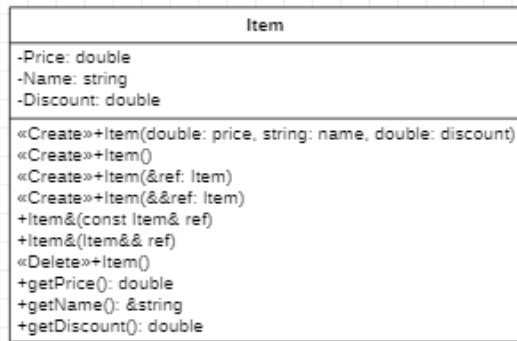 Item
-Price: double
-Name: string
-Discount: double
«Create»+Item(double: price, string: name, double: discount)
«Create»+Item()
«Create»+Item(&ref: Item)
«Create»+Item(&&ref: Item)
+Item&(const Item& ref)
+Item&(Item&& ref)
«Delete»+Item()
+getPrice(): double
+getName(): &string
+getDiscount(): double